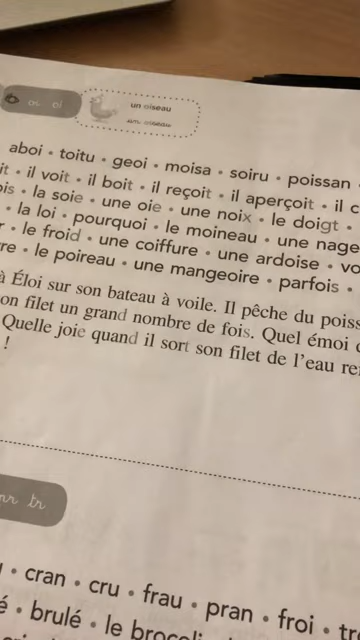 oi oi
un oiseau
un oiseau
aboi • toitu • geoi • moisa • soiru • poissan
il voit • il boit • il reçoit • il aperçoit • il
la soie • une oie • une noix • le doigt •
• la loi • pourquoi • le moineau • une nage
• le froid • une coiffure • une ardoise •
• le poireau • une mangeoire • parfois •
à Éloi sur son bateau à voile. Il pêche du poiss
on filet un grand nombre de fois. Quel émoi
Quelle joie quand il sort son filet de l'eau
!
tr
• cran • cru • frau • pran • froi •
• brulé • le brocoli